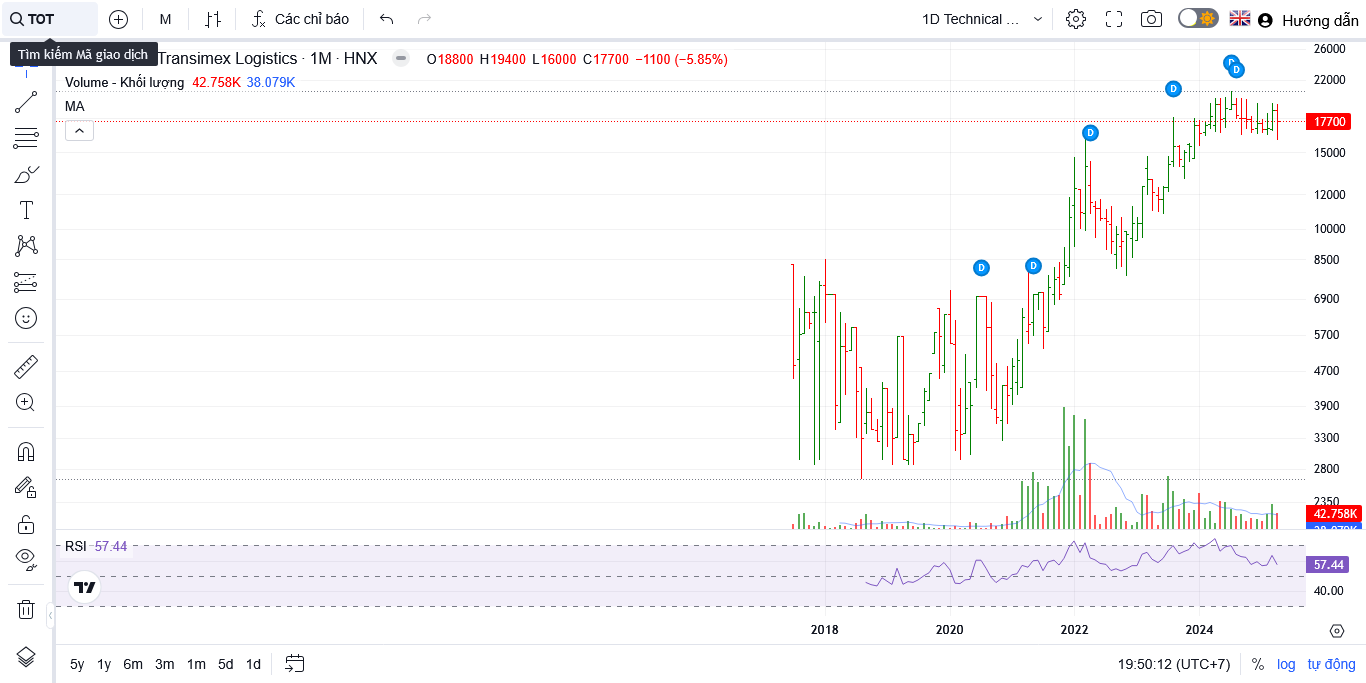 TOT
M
Các chỉ báo
1D Technical ...
Hướng dẫn
Tìm kiếm Mã giao dịch
Transimex Logistics · 1M · HNX
O18800 H19400 L16000 C17700 −1100 (−5.85%)
Volume - Khối lượng 42.758K 38.079K
MA
D
D
D
D
D
D
26000
22000
17700
15000
12000
10000
8500
6900
5700
4700
3900
3300
2800
2350
42.758K
38.079K
RSI 57.44
57.44
40.00
2018
2020
2022
2024
5y 1y 6m 3m 1m 5d 1d
19:50:12 (UTC+7)
% log tự động